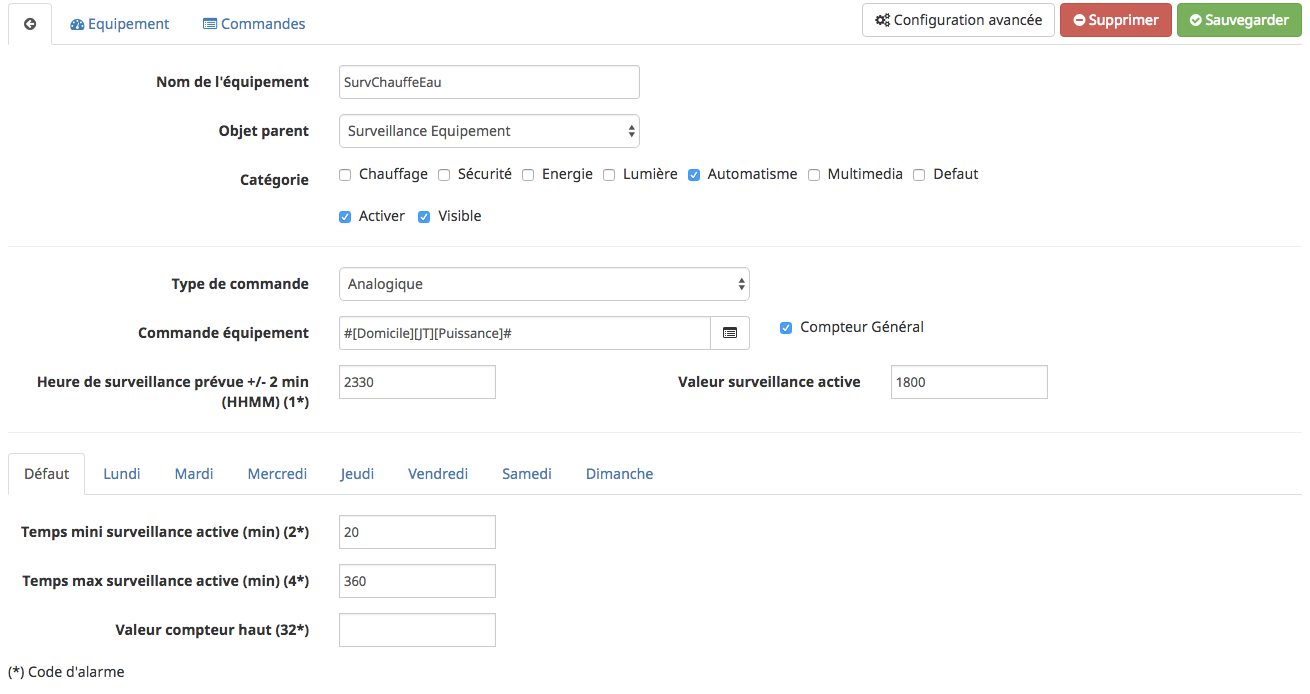 Equipement Commandes Configuration avancée Supprimer Sauvegarder
Nom de l'équipement SurvChauffeEau
Objet parent Surveillance Equipement
Catégorie Chauffage Sécurité Energie Lumière Automatisme Multimedia Defaut
Activer Visible
Type de commande Analogique
Commande équipement #[Domicile][JT][Puissance]# Compteur Général
Heure de surveillance prévue +/- 2 min 2330 Valeur surveillance active 1800
(HHMM) (1*)
Défaut Lundi Mardi Mercredi Jeudi Vendredi Samedi Dimanche
Temps mini surveillance active (min) (2*) 20
Temps max surveillance active (min) (4*) 360
Valeur compteur haut (32*)
(*) Code d'alarme